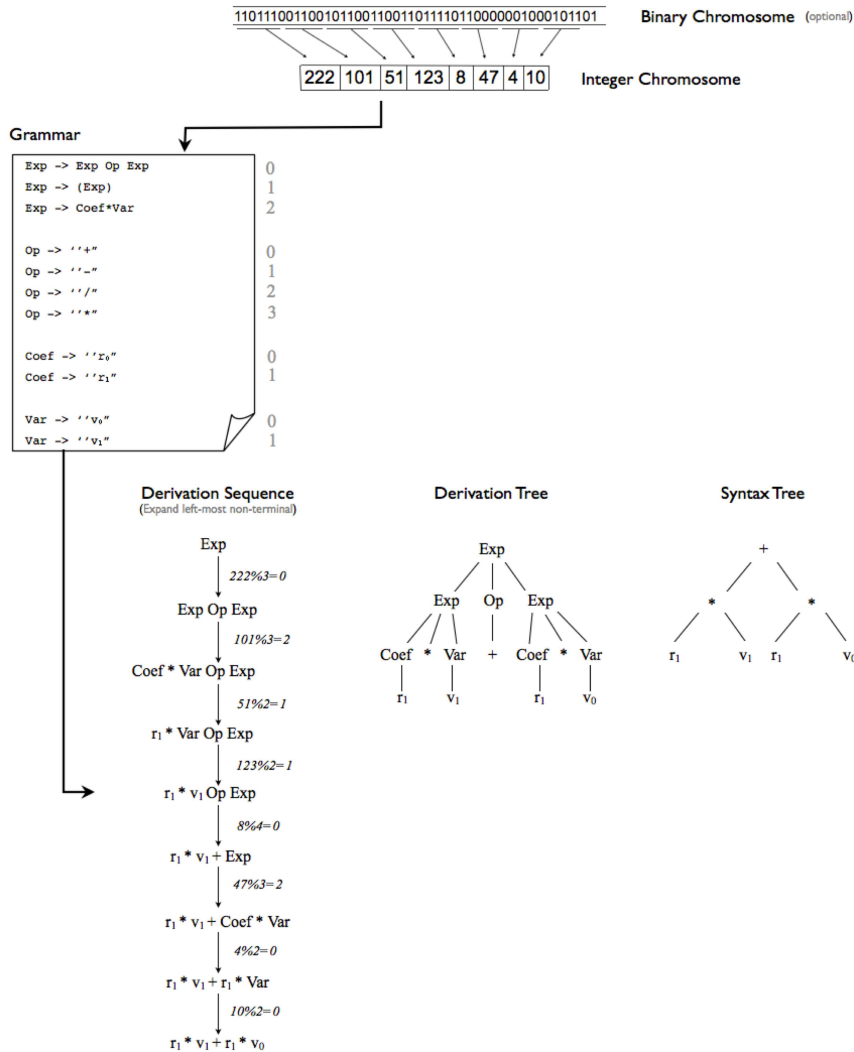 11011100110010110011001101111011000000010001011 01 Binary Chromosome (optional)
222 101 51 123 8 47 4 10 Integer Chromosome
Grammar
Exp -> Exp Op Exp 0
Exp -> (Exp) 1
Exp -> Coef*Var 2
Op -> ‘‘+” 0
Op -> ‘‘-” 1
Op -> ‘‘/” 2
Op -> ‘‘*” 3
Coef -> ‘‘r₀” 0
Coef -> ‘‘r₁” 1
Var -> ‘‘v₀” 0
Var -> ‘‘v₁” 1
Derivation Sequence
(Expand left-most non-terminal)
Exp
222%3=0
Exp Op Exp
101%3=2
Coef * Var Op Exp
51%2=1
r₁ * Var Op Exp
123%2=1
r₁ * v₁ Op Exp
8%4=0
r₁ * v₁ + Exp
47%3=2
r₁ * v₁ + Coef * Var
4%2=0
r₁ * v₁ + r₁ * Var
10%2=0
r₁ * v₁ + r₁ * v₀
Derivation Tree
Exp
Exp Op Exp
Coef * Var + Coef * Var
r₁ v₁ r₁ v₀
Syntax Tree
+
* *
r₁ v₁ r₁ v₀